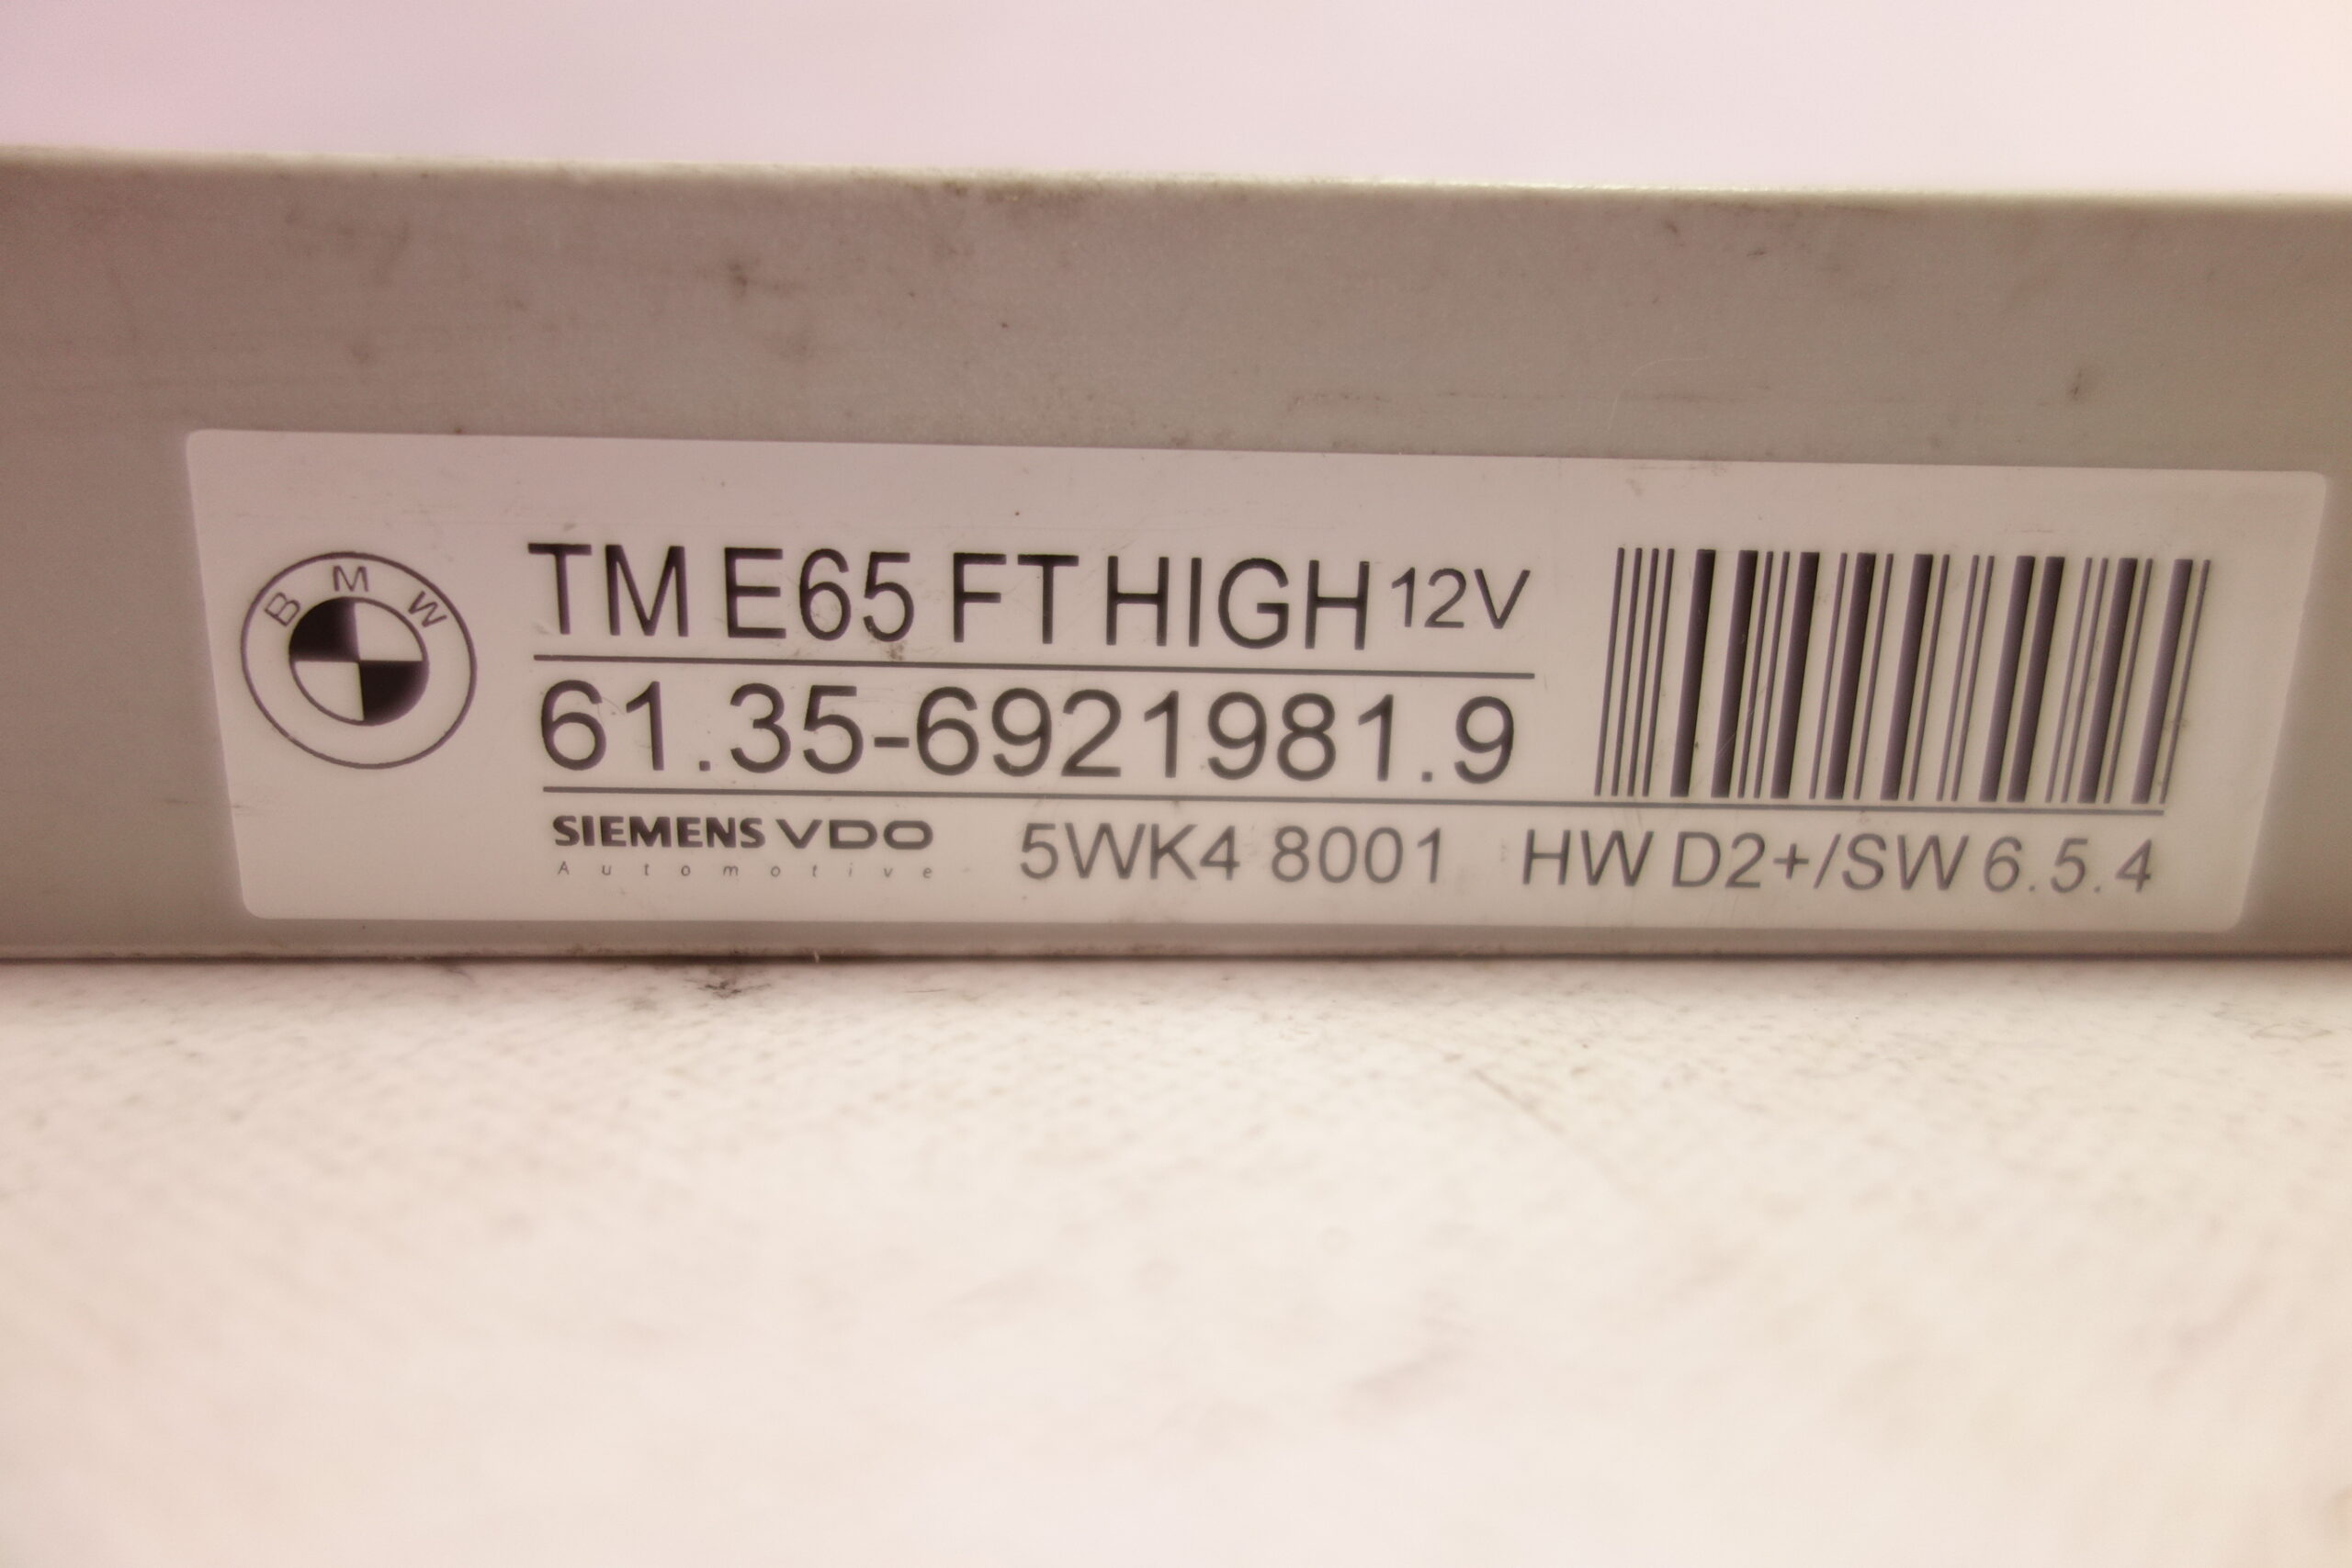 BMW
TM E65 FT HIGH 12V
61.35-6921981.9
SIEMENS VDO
Automotive
5WK4 8001 HW D2+/SW 6.5.4